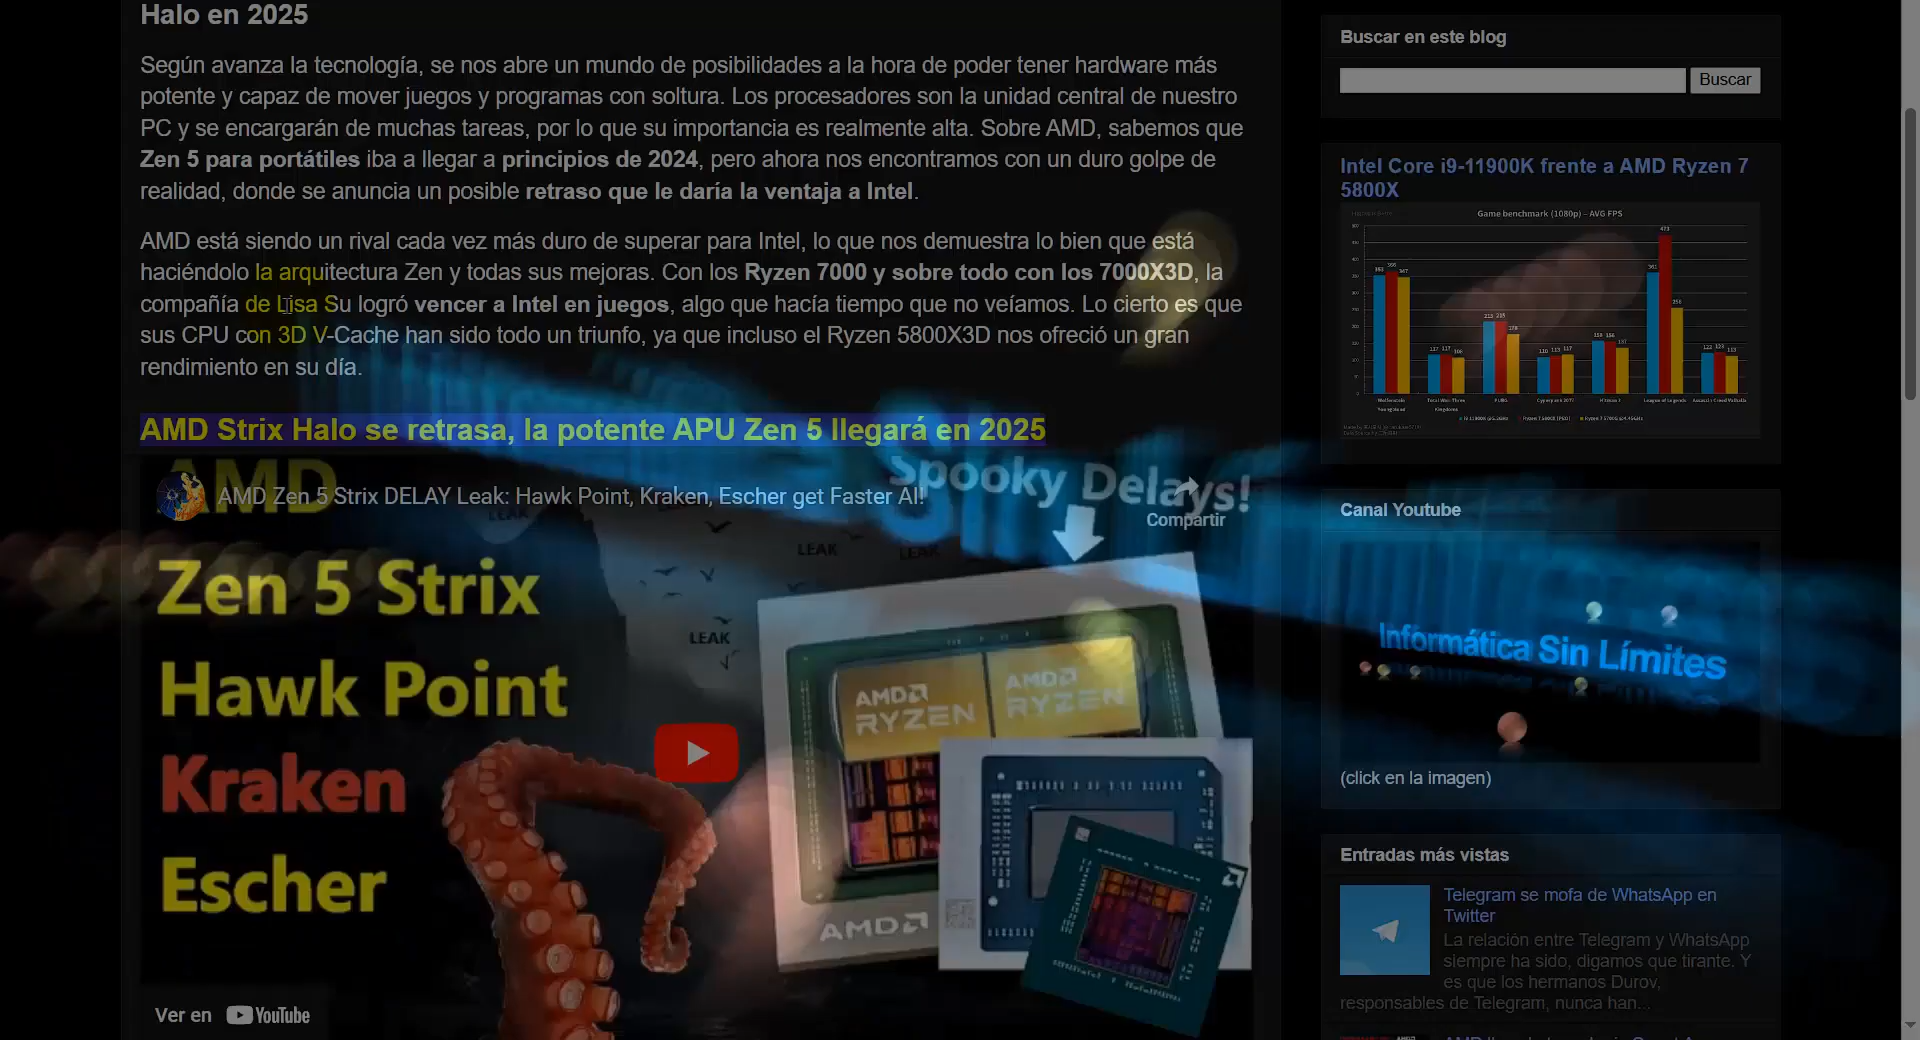 Halo en 2025
Según avanza la tecnología, se nos abre un mundo de posibilidades a la hora de poder tener hardware más
potente y capaz de mover juegos y programas con soltura. Los procesadores son la unidad central de nuestro
PC y se encargarán de muchas tareas, por lo que su importancia es realmente alta. Sobre AMD, sabemos que
Zen 5 para portátiles iba a llegar a principios de 2024, pero ahora nos encontramos con un duro golpe de
realidad, donde se anuncia un posible retraso que le daría la ventaja a Intel.
AMD está siendo un rival cada vez más duro de superar para Intel, lo que nos demuestra lo bien que está
haciéndolo la arquitectura Zen y todas sus mejoras. Con los Ryzen 7000 y sobre todo con los 7000X3D, la
compañía de Lisa Su logró vencer a Intel en juegos, algo que hacía tiempo que no veíamos. Lo cierto es que
sus CPU con 3D V-Cache han sido todo un triunfo, ya que incluso el Ryzen 5800X3D nos ofreció un gran
rendimiento en su día.
AMD Strix Halo se retrasa, la potente APU Zen 5 llegará en 2025
AMD
AMD Zen 5 Strix DELAY Leak: Hawk Point, Kraken, Escher get Faster AI!
Spooky Delays!
Compartir
LEAK
LEAK
LEAK
LEAK
Zen 5 Strix
Hawk Point
Kraken
Escher
AMD
RYZEN
AMD
RYZEN
AMD
Ver en YouTube
Buscar en este blog
Buscar
Intel Core i9-11900K frente a AMD Ryzen 7
5800X
Game benchmark (1080p) – AVG FPS
Canal Youtube
Informática Sin Límites
(click en la imagen)
Entradas más vistas
Telegram se mofa de WhatsApp en
Twitter
La relación entre Telegram y WhatsApp
siempre ha sido, digamos que tirante. Y
es que los hermanos Durov,
responsables de Telegram, nunca han...